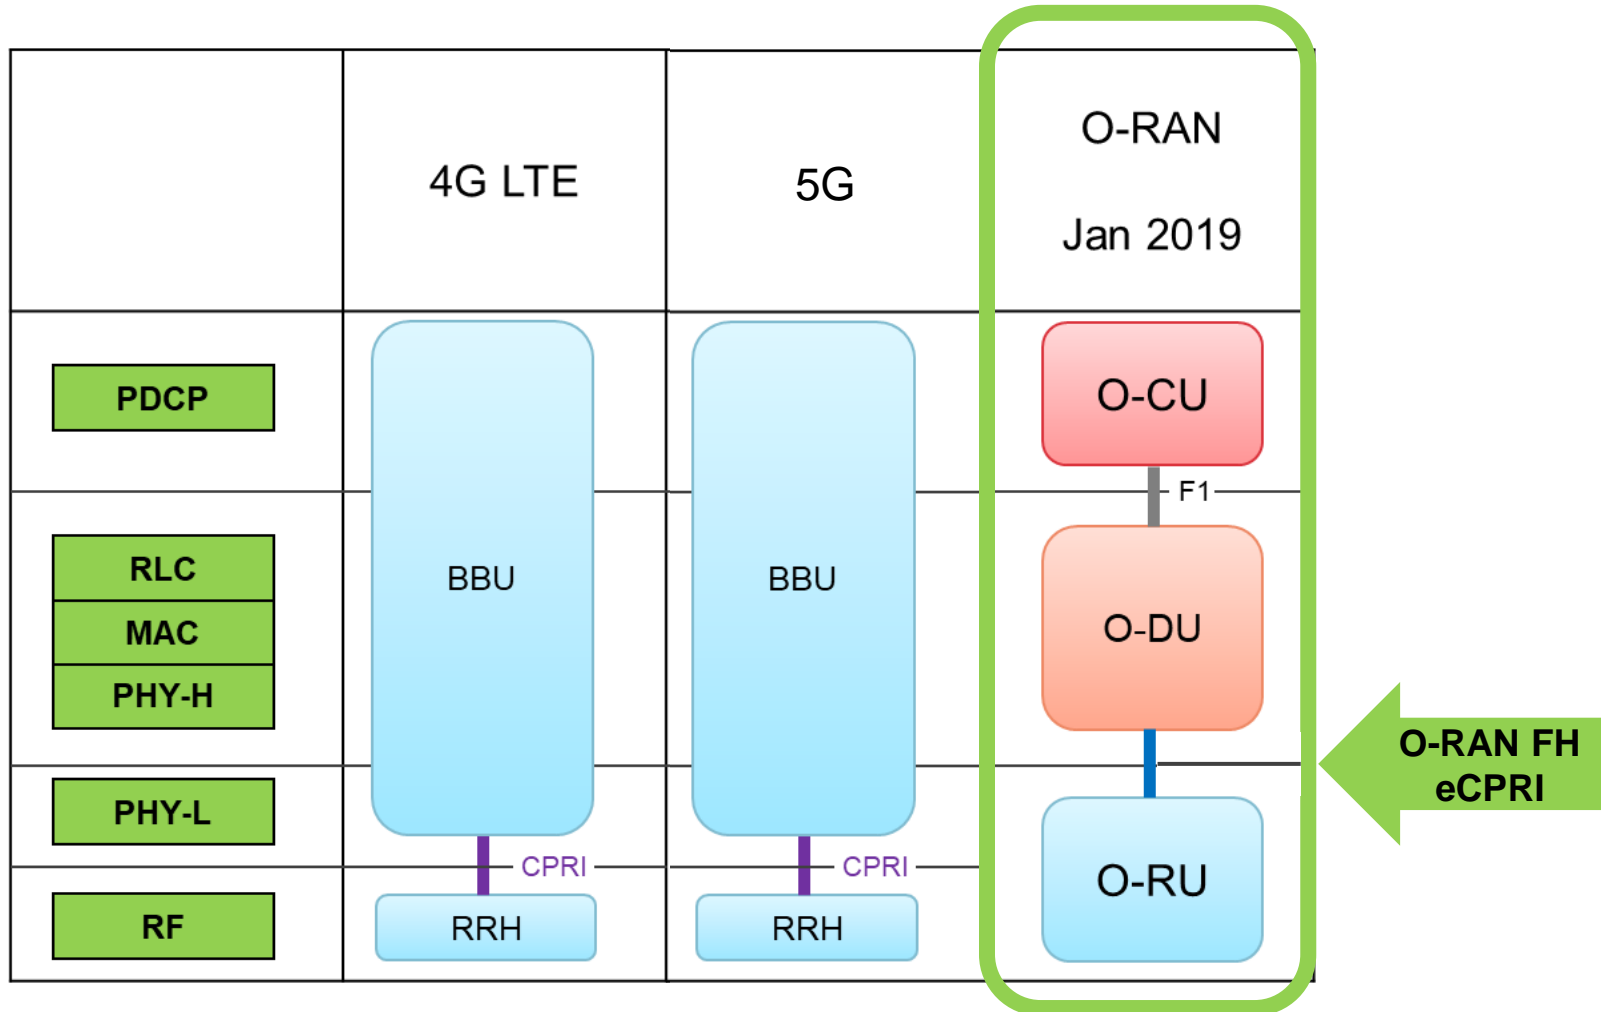 4G LTE
5G
O-RAN
Jan 2019
PDCP
O-CU
F1
RLC
MAC
PHY-H
BBU
BBU
O-DU
O-RAN FH
eCPRI
PHY-L
CPRI
CPRI
O-RU
RF
RRH
RRH